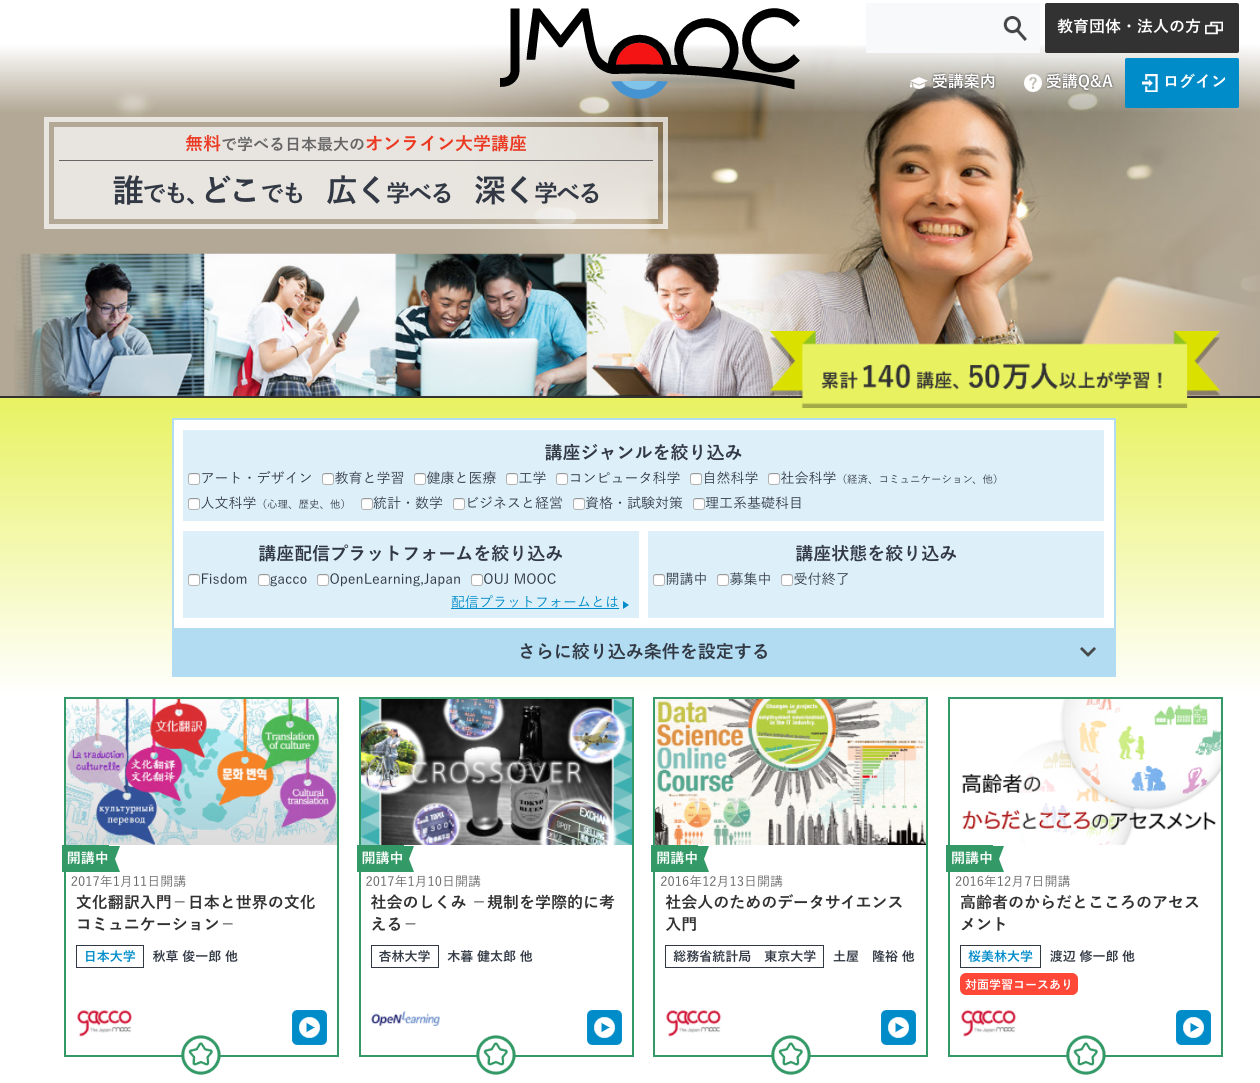 JMOOC
教育団体・法人の方
受講案内
受講Q&A
ログイン
無料で学べる日本最大のオンライン大学講座
誰でも、どこでも 広く学べる 深く学べる
累計140講座、50万人以上が学習！
講座ジャンルを絞り込み
アート・デザイン 教育と学習 健康と医療 工学 コンピュータ科学 自然科学 社会科学（経済、コミュニケーション、他）
人文科学（心理、歴史、他） 統計・数学 ビジネスと経営 資格・試験対策 理工系基礎科目
講座配信プラットフォームを絞り込み
Fisdom gacco OpenLearning,Japan OUJ MOOC
配信プラットフォームとは
講座状態を絞り込み
開講中 募集中 受付終了
さらに絞り込み条件を設定する
文化翻訳
Translation of culture
La traduction culturelle
文化翻譯
文化翻译
문화 번역
Cultural translation
культурный перевод
開講中
2017年1月11日開講
文化翻訳入門－日本と世界の文化
コミュニケーション－
日本大学 秋草 俊一郎 他
gacco
The Japan MOOC
CROSSOVER
TOKYO BLUES
開講中
2017年1月10日開講
社会のしくみ －規制を学際的に考
える－
杏林大学 木暮 健太郎 他
OpeN Learning
Data
Science
Online
Course
Changes in projects
and
employment environment
in the IT industry
開講中
2016年12月13日開講
社会人のためのデータサイエンス
入門
総務省統計局 東京大学 土屋 隆裕 他
gacco
The Japan MOOC
高齢者の
からだとこころのアセスメント
開講中
2016年12月7日開講
高齢者のからだとこころのアセス
メント
桜美林大学 渡辺 修一郎 他
対面学習コースあり
gacco
The Japan MOOC